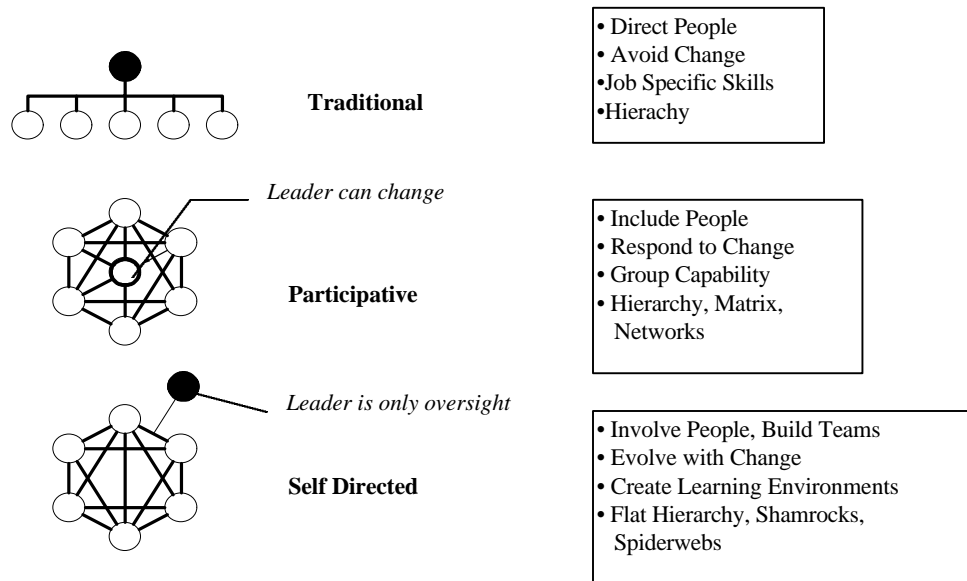 • Direct People
• Avoid Change
•Job Specific Skills
•Hierachy
Traditional
Leader can change
• Include People
• Respond to Change
• Group Capability
• Hierarchy, Matrix,
Networks
Participative
Leader is only oversight
• Involve People, Build Teams
• Evolve with Change
• Create Learning Environments
• Flat Hierarchy, Shamrocks,
Spiderwebs
Self Directed